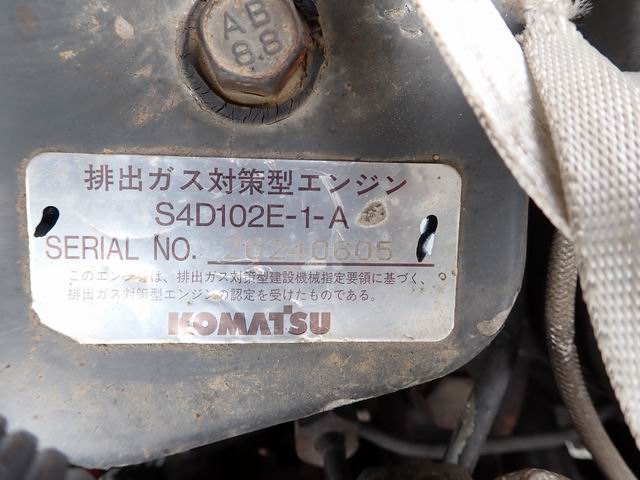 AB
8.8
排出ガス対策型エンジン
S4D102E-1-A
SERIAL NO. 26240605
このエンジンは、排出ガス対策型建設機械指定要領に基づく、
排出ガス対策型エンジンの認定を受けたものである。
KOMATSU